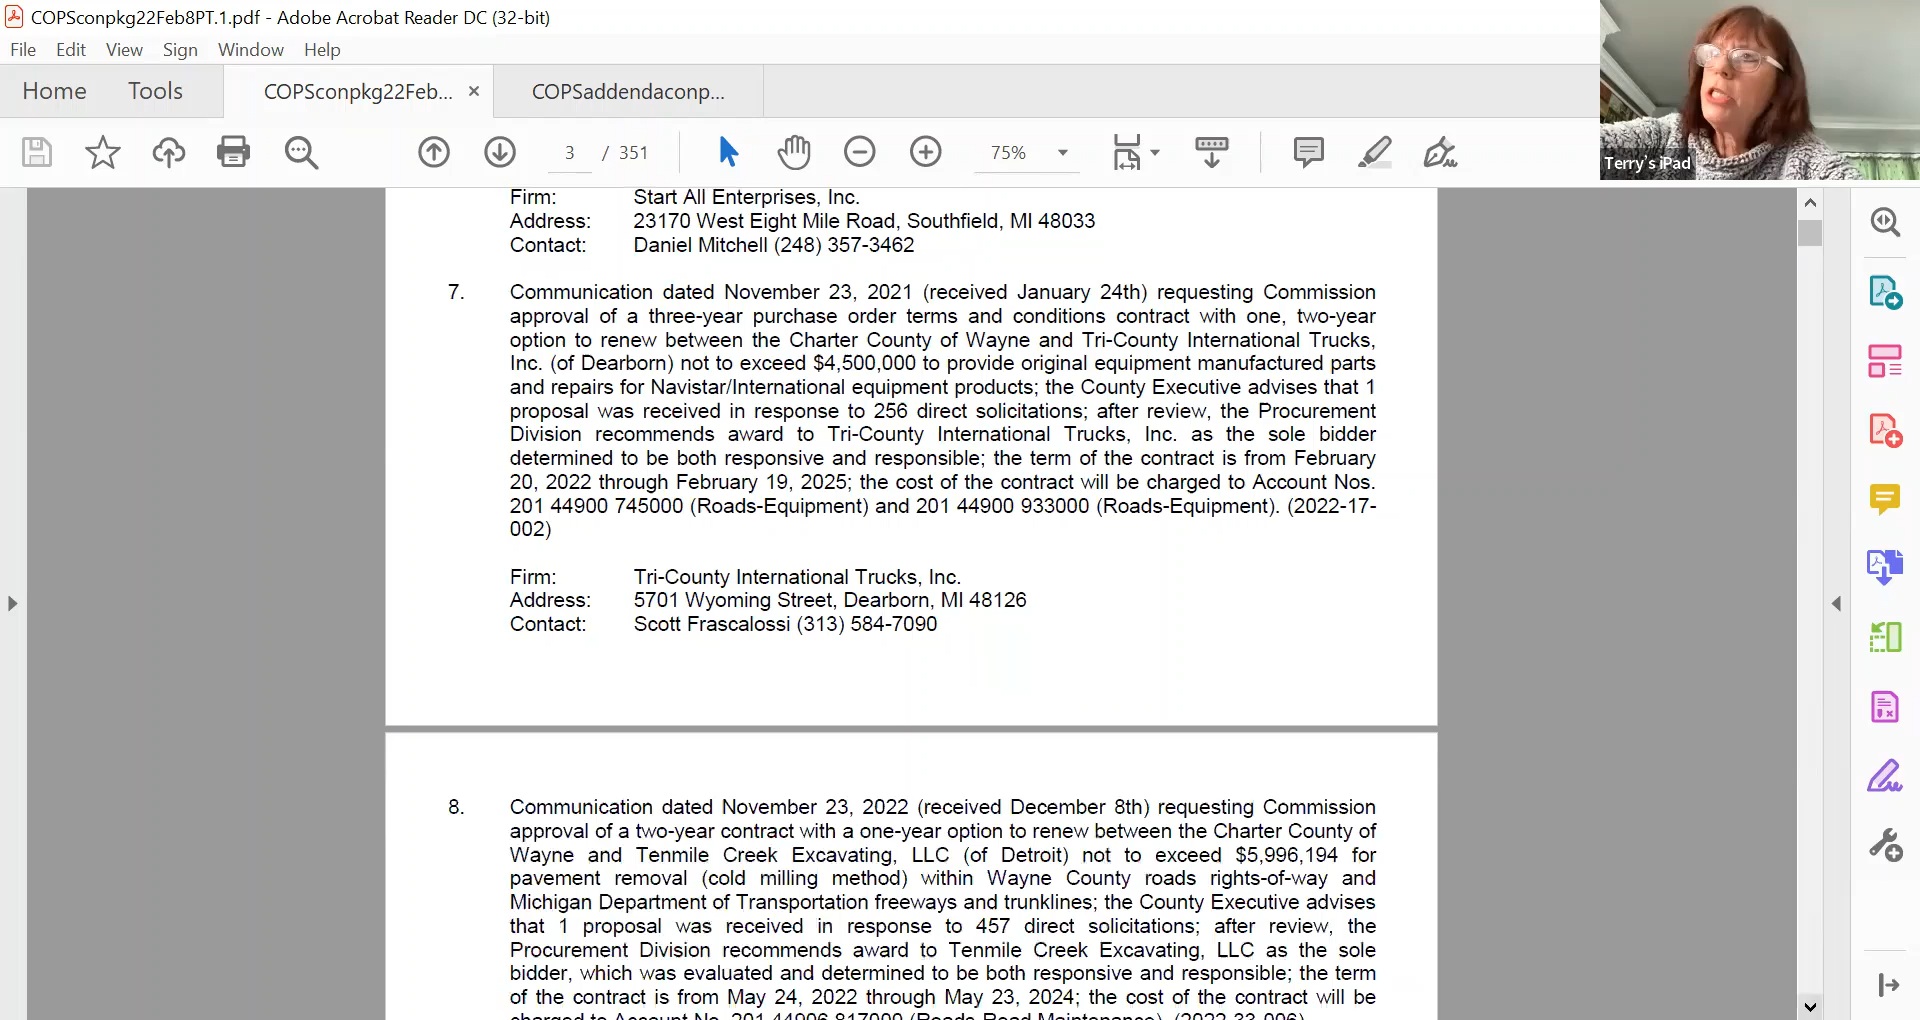 COPSconpkg22Feb8PT.1.pdf - Adobe Acrobat Reader DC (32-bit)
File Edit View Sign Window Help
Home Tools COPSconpkg22Feb... × COPSaddendaconp...
3 / 351 75%
Terry's iPad
Firm: Start All Enterprises, Inc.
Address: 23170 West Eight Mile Road, Southfield, MI 48033
Contact: Daniel Mitchell (248) 357-3462
7. Communication dated November 23, 2021 (received January 24th) requesting Commission
approval of a three-year purchase order terms and conditions contract with one, two-year
option to renew between the Charter County of Wayne and Tri-County International Trucks,
Inc. (of Dearborn) not to exceed $4,500,000 to provide original equipment manufactured parts
and repairs for Navistar/International equipment products; the County Executive advises that 1
proposal was received in response to 256 direct solicitations; after review, the Procurement
Division recommends award to Tri-County International Trucks, Inc. as the sole bidder
determined to be both responsive and responsible; the term of the contract is from February
20, 2022 through February 19, 2025; the cost of the contract will be charged to Account Nos.
201 44900 745000 (Roads-Equipment) and 201 44900 933000 (Roads-Equipment). (2022-17-
002)
Firm: Tri-County International Trucks, Inc.
Address: 5701 Wyoming Street, Dearborn, MI 48126
Contact: Scott Frascalossi (313) 584-7090
8. Communication dated November 23, 2022 (received December 8th) requesting Commission
approval of a two-year contract with a one-year option to renew between the Charter County of
Wayne and Tenmile Creek Excavating, LLC (of Detroit) not to exceed $5,996,194 for
pavement removal (cold milling method) within Wayne County roads rights-of-way and
Michigan Department of Transportation freeways and trunklines; the County Executive advises
that 1 proposal was received in response to 457 direct solicitations; after review, the
Procurement Division recommends award to Tenmile Creek Excavating, LLC as the sole
bidder, which was evaluated and determined to be both responsive and responsible; the term
of the contract is from May 24, 2022 through May 23, 2024; the cost of the contract will be
charged to Account No. 201 44906 817000 (Roads-Road Maintenance). (2022-33-006)